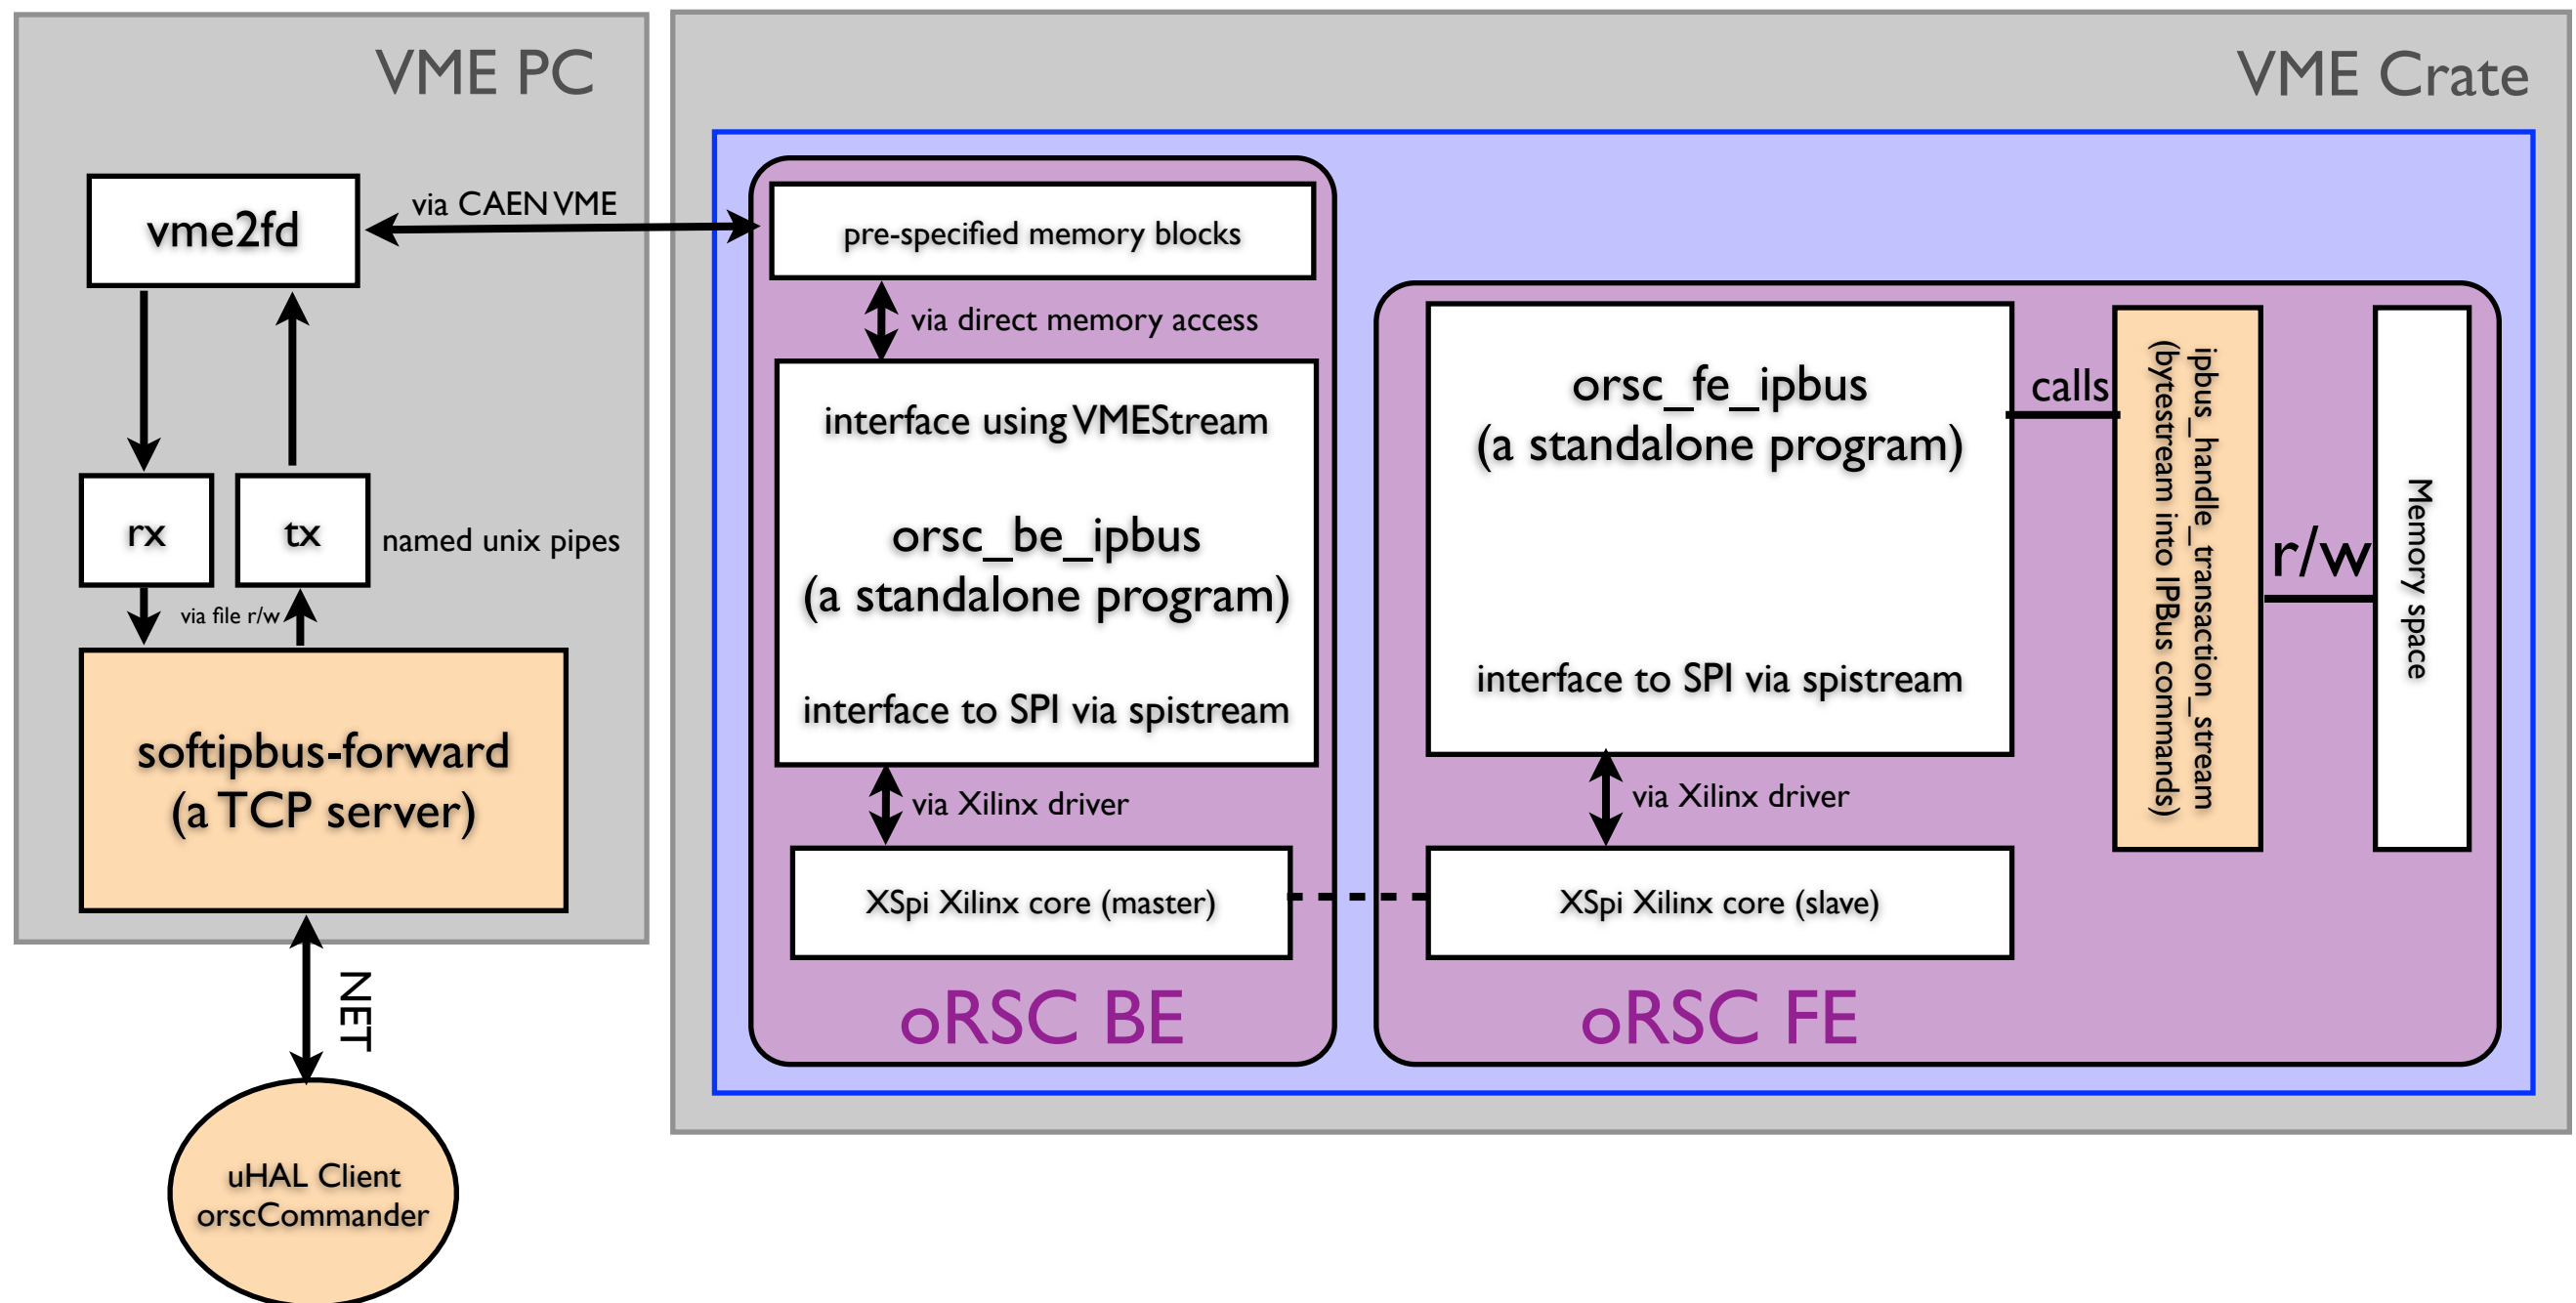 VME PC
vme2fd
via CAEN VME
rx
tx
named unix pipes
via file r/w
softipbus-forward
(a TCP server)
NET
uHAL Client
orscCommander
VME Crate
pre-specified memory blocks
via direct memory access
interface using VMEStream
orsc_be_ipbus
(a standalone program)
interface to SPI via spistream
via Xilinx driver
XSpi Xilinx core (master)
oRSC BE
orsc_fe_ipbus
(a standalone program)
interface to SPI via spistream
via Xilinx driver
XSpi Xilinx core (slave)
oRSC FE
calls
ipbus_handle_transaction_stream
(bytestream into IPBus commands)
r/w
Memory space